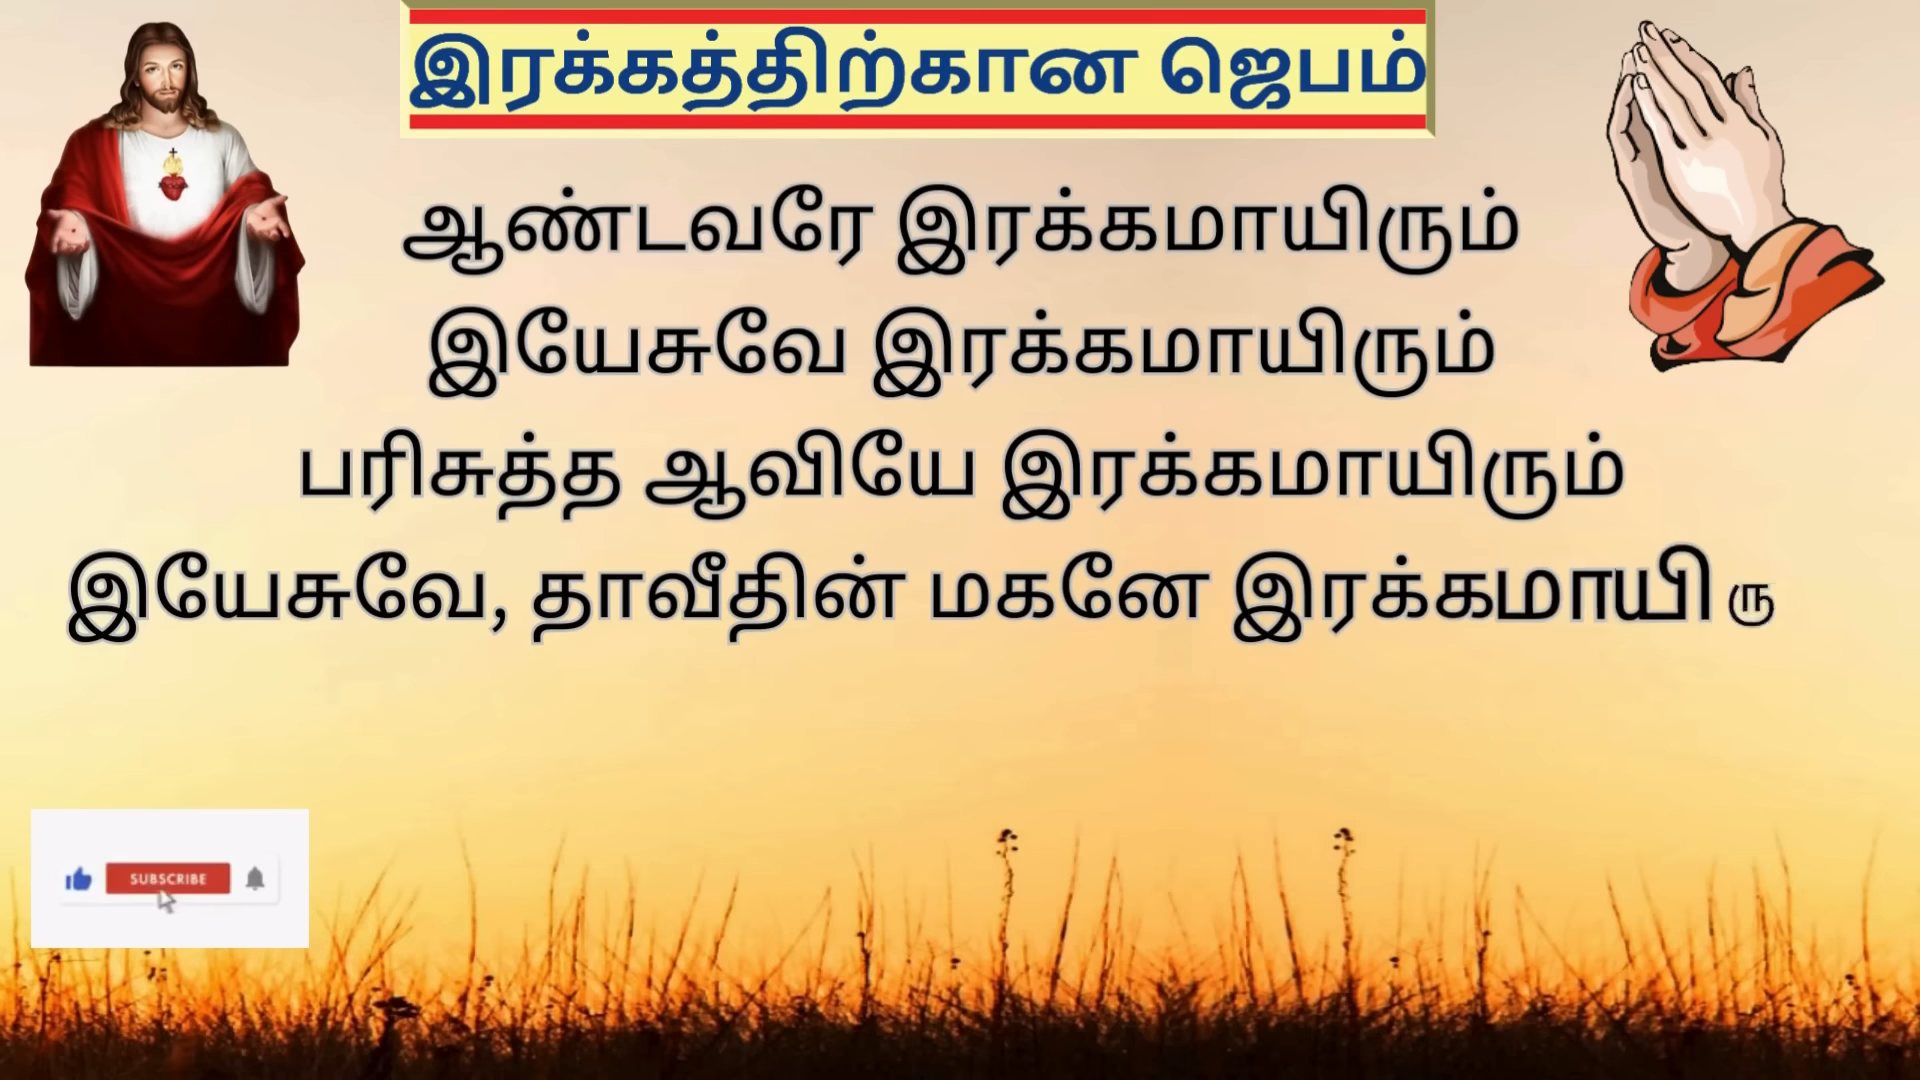 இரக்கத்திற்கான ஜெபம்
ஆண்டவரே இரக்கமாயிரும்
இயேசுவே இரக்கமாயிரும்
பரிசுத்த ஆவியே இரக்கமாயிரும்
இயேசுவே, தாவீதின் மகனே இரக்கமாயிரு
SUBSCRIBE